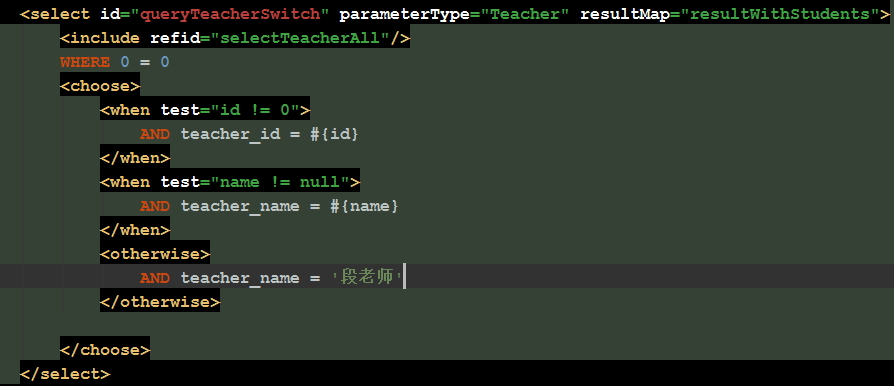 <select id="queryTeacherSwitch" parameterType="Teacher" resultMap="resultWithStudents">
<include refid="selectTeacherAll"/>
WHERE 0 = 0
<choose>
<when test="id != 0">
AND teacher_id = #{id}
</when>
<when test="name != null">
AND teacher_name = #{name}
</when>
<otherwise>
AND teacher_name = '段老师'
</otherwise>
</choose>
</select>